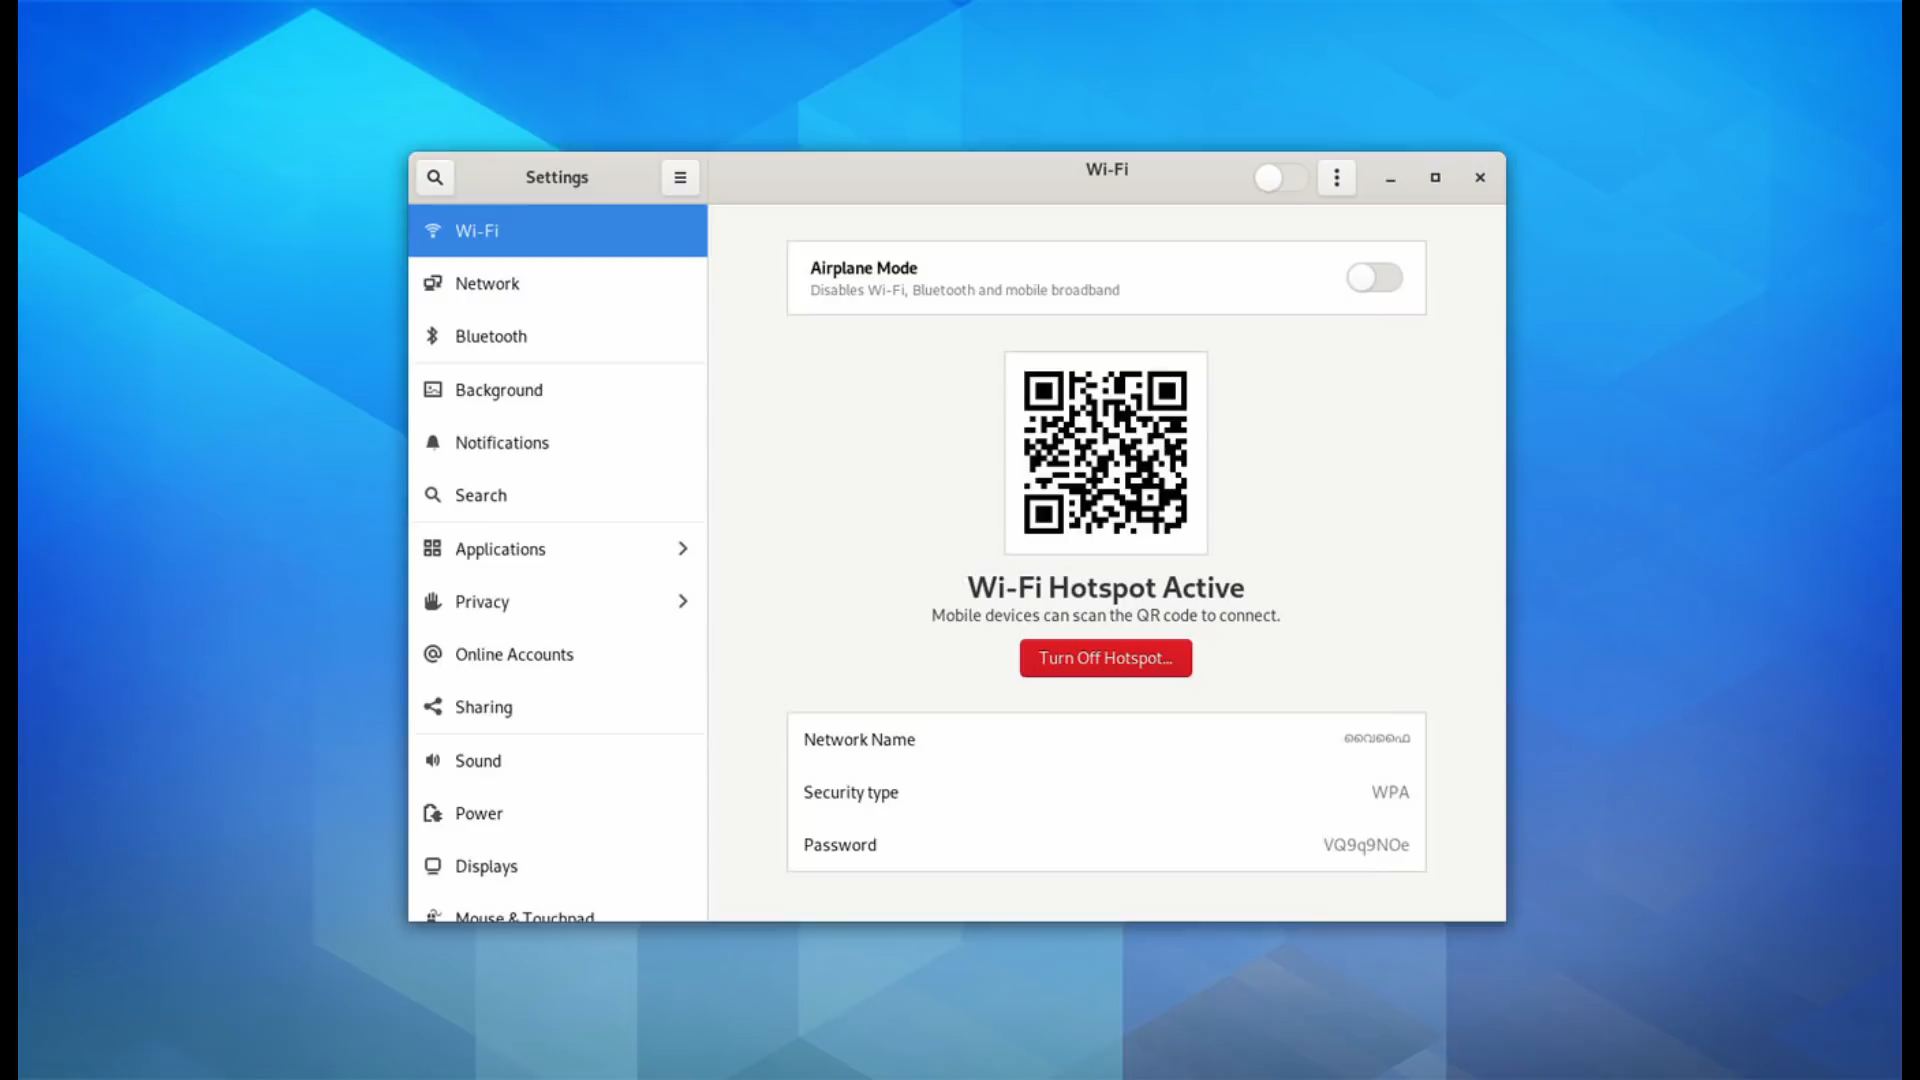 Settings
Wi-Fi
Wi-Fi
Network
Bluetooth
Background
Notifications
Search
Applications
Privacy
Online Accounts
Sharing
Sound
Power
Displays
Mouse & Touchpad
Airplane Mode
Disables Wi-Fi, Bluetooth and mobile broadband
Wi-Fi Hotspot Active
Mobile devices can scan the QR code to connect.
Turn Off Hotspot...
Network Name വൈഫൈ
Security type WPA
Password VQ9q9NOe